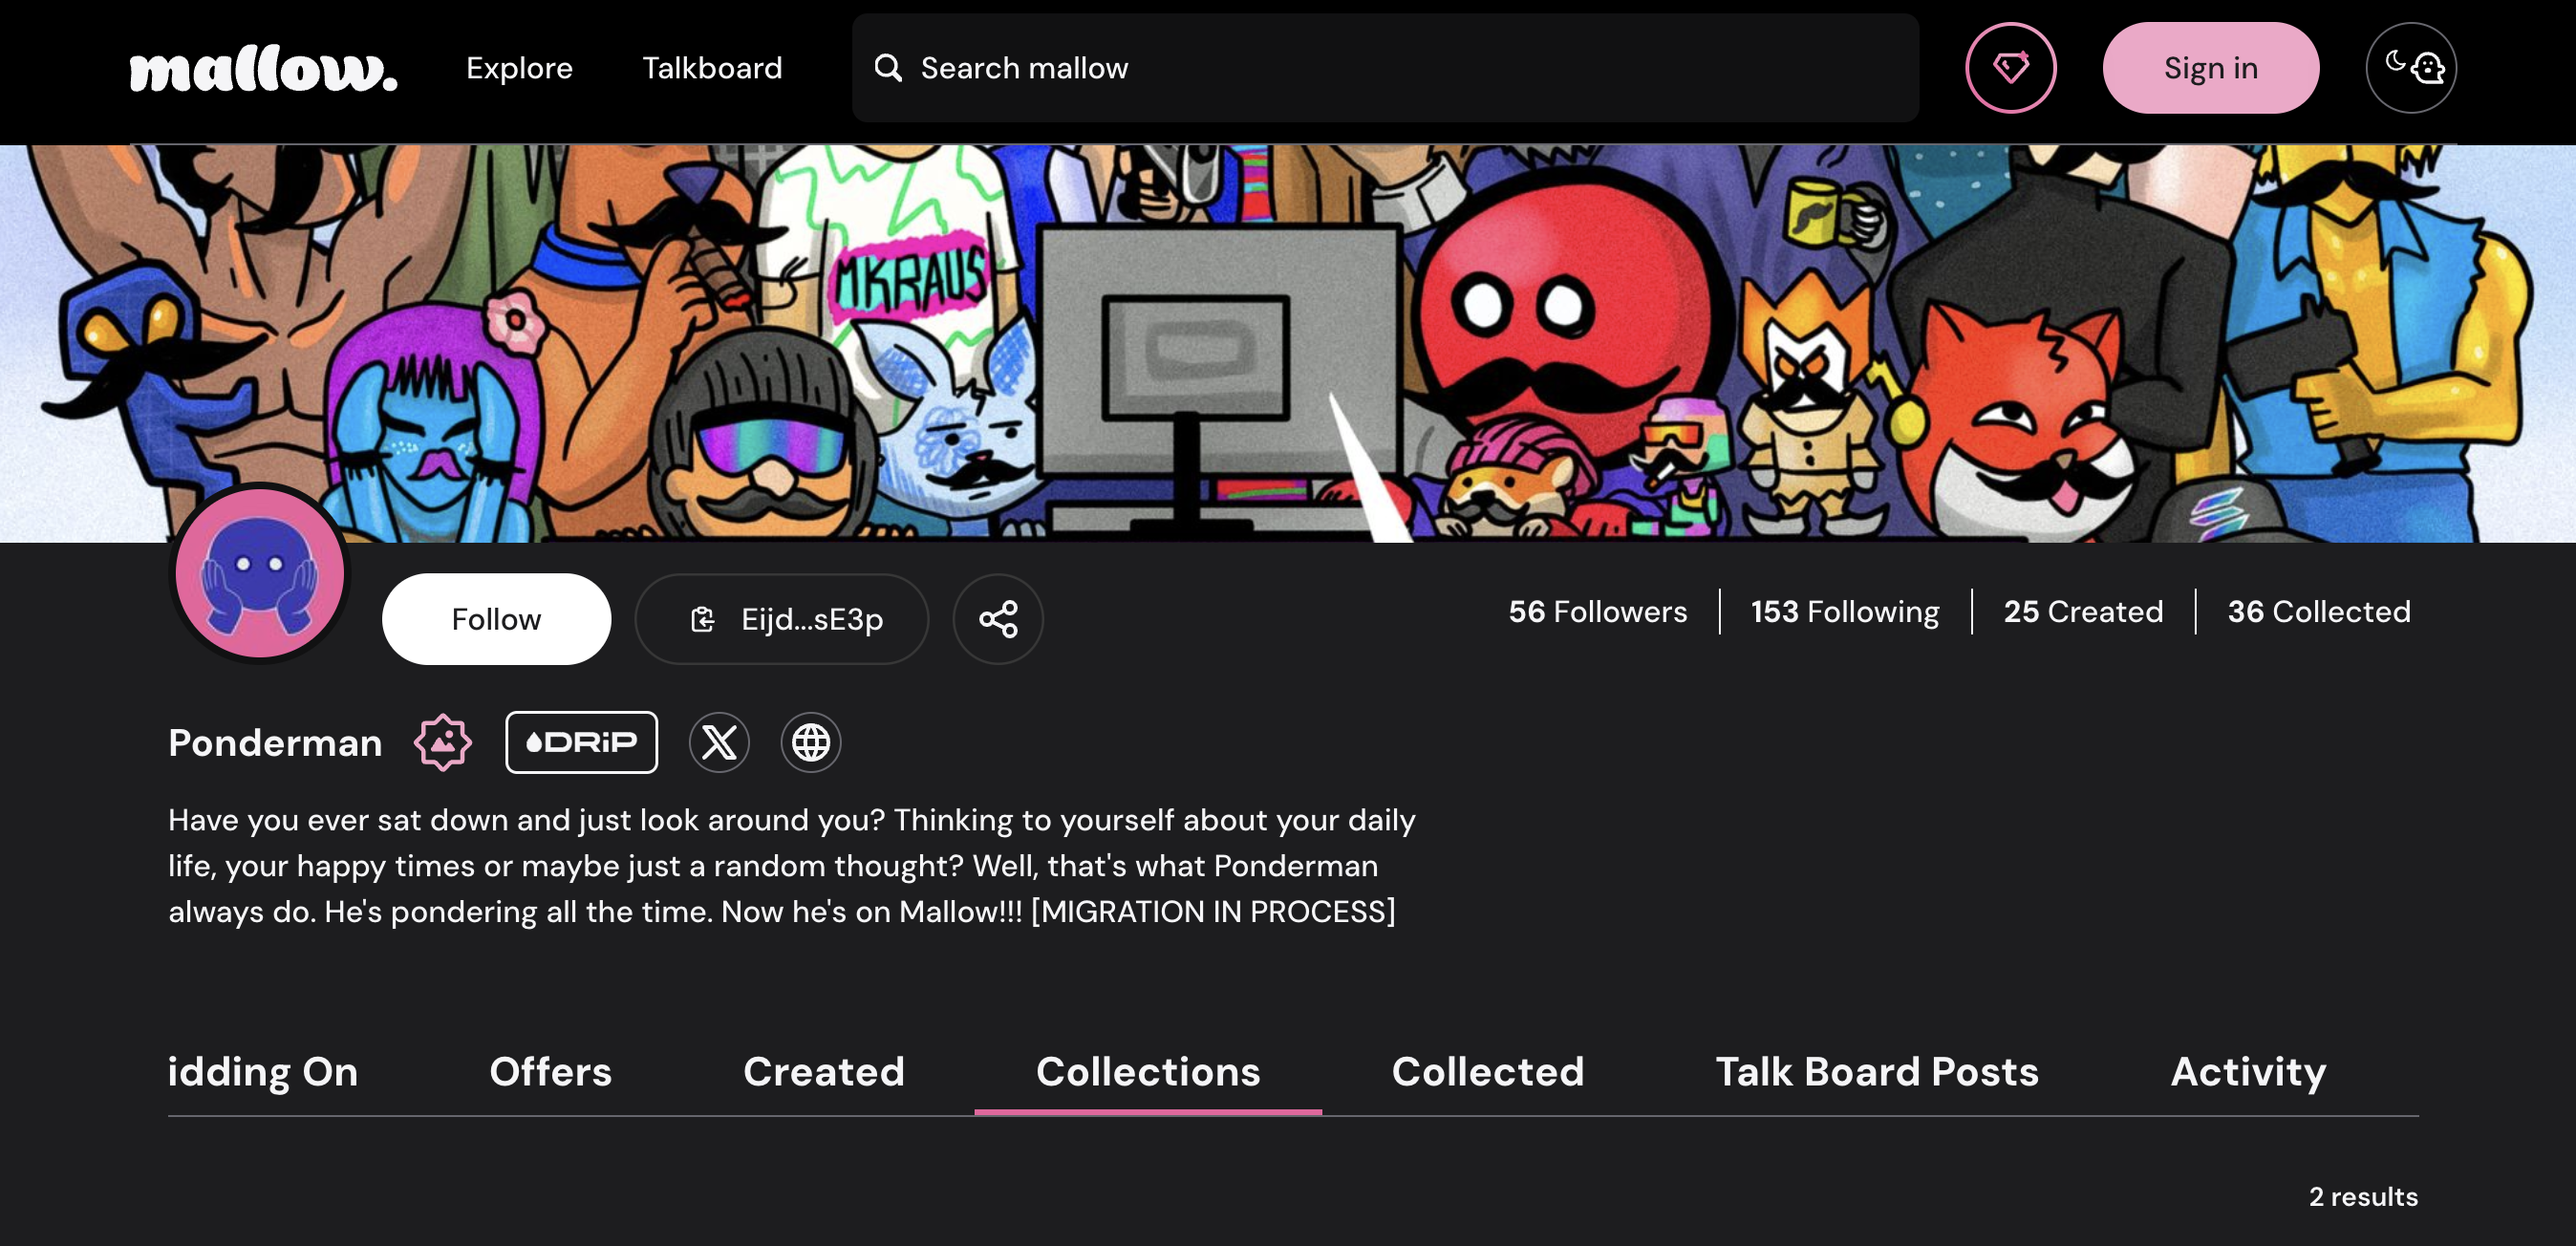 mallow.
Explore
Talkboard
Search mallow
Sign in
MKRAUS
Follow
Eijd...sE3p
56 Followers
153 Following
25 Created
36 Collected
Ponderman
DRiP
Have you ever sat down and just look around you? Thinking to yourself about your daily
life, your happy times or maybe just a random thought? Well, that's what Ponderman
always do. He's pondering all the time. Now he's on Mallow!!! [MIGRATION IN PROCESS]
idding On
Offers
Created
Collections
Collected
Talk Board Posts
Activity
2 results